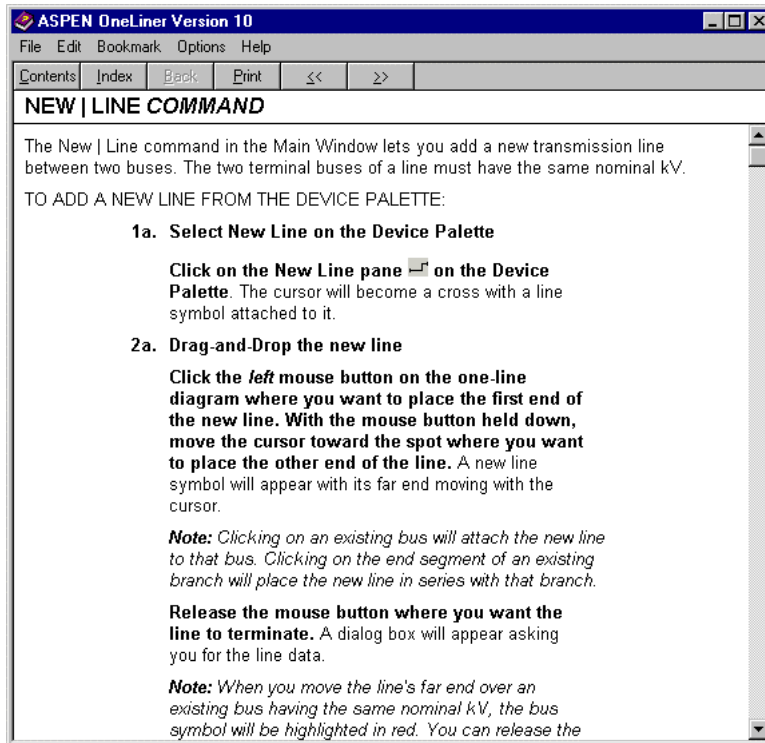 ASPEN OneLiner Version 10
File Edit Bookmark Options Help
Contents Index Back Print << >>
NEW | LINE COMMAND
The New | Line command in the Main Window lets you add a new transmission line
between two buses. The two terminal buses of a line must have the same nominal kV.
TO ADD A NEW LINE FROM THE DEVICE PALETTE:
1a. Select New Line on the Device Palette
Click on the New Line pane on the Device
Palette. The cursor will become a cross with a line
symbol attached to it.
2a. Drag-and-Drop the new line
Click the left mouse button on the one-line
diagram where you want to place the first end of
the new line. With the mouse button held down,
move the cursor toward the spot where you want
to place the other end of the line. A new line
symbol will appear with its far end moving with the
cursor.
Note: Clicking on an existing bus will attach the new line
to that bus. Clicking on the end segment of an existing
branch will place the new line in series with that branch.
Release the mouse button where you want the
line to terminate. A dialog box will appear asking
you for the line data.
Note: When you move the line's far end over an
existing bus having the same nominal kV, the bus
symbol will be highlighted in red. You can release the